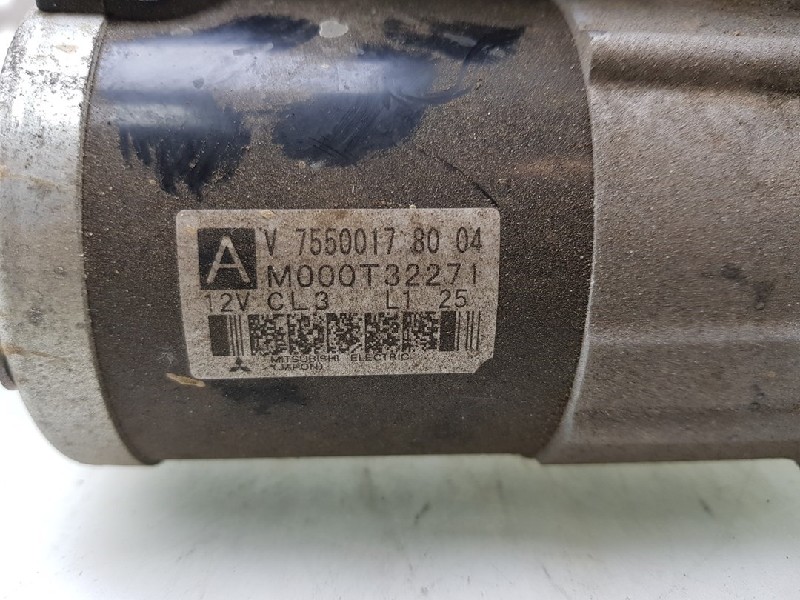 A
V 7550017 80 04
M000T32271
12V CL3 L1 25
MITSUBISHI ELECTRIC
(JAPAN)